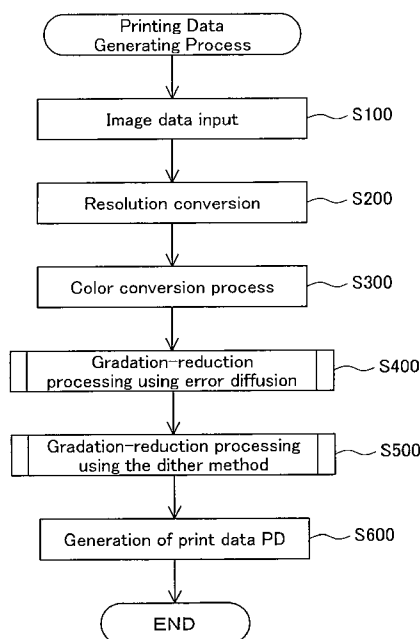 Printing Data
Generating Process
Image data input
S100
Resolution conversion
S200
Color conversion process
S300
Gradation-reduction
processing using error diffusion
S400
Gradation-reduction processing
using the dither method
S500
Generation of print data PD
S600
END